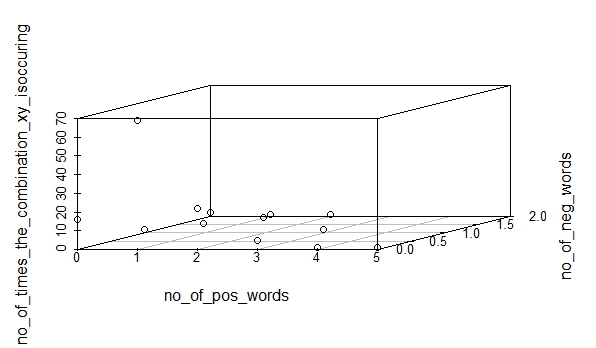 no_of_times_the_combination_xy_isoccuring
70
60
50
40
30
20
10
0
0 1 2 3 4 5
0.0 0.5 1.0 1.5 2.0
no_of_pos_words
no_of_neg_words